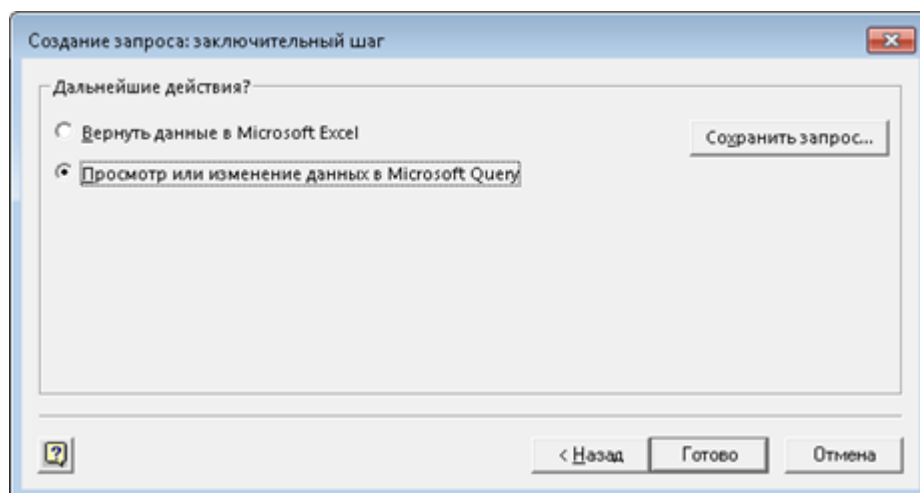 Создание запроса: заключительный шаг
Дальнейшие действия?
Вернуть данные в Microsoft Excel
Сохранить запрос...
Просмотр или изменение данных в Microsoft Query
< Назад
Готово
Отмена